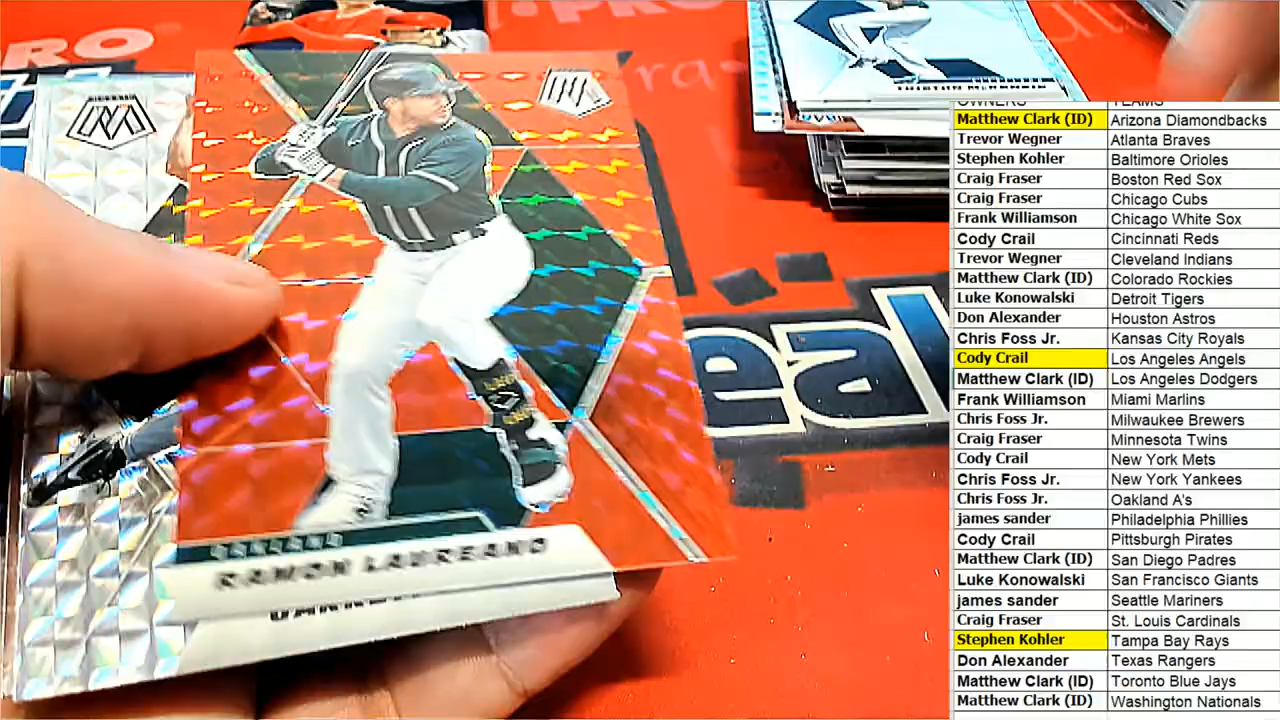 RO
PRO
ra-
OAKLAND
RAMON LAUREANO
eal
OWNERS TEAMS
Matthew Clark (ID) Arizona Diamondbacks
Trevor Wegner Atlanta Braves
Stephen Kohler Baltimore Orioles
Craig Fraser Boston Red Sox
Craig Fraser Chicago Cubs
Frank Williamson Chicago White Sox
Cody Crail Cincinnati Reds
Trevor Wegner Cleveland Indians
Matthew Clark (ID) Colorado Rockies
Luke Konowalski Detroit Tigers
Don Alexander Houston Astros
Chris Foss Jr. Kansas City Royals
Cody Crail Los Angeles Angels
Matthew Clark (ID) Los Angeles Dodgers
Frank Williamson Miami Marlins
Chris Foss Jr. Milwaukee Brewers
Craig Fraser Minnesota Twins
Cody Crail New York Mets
Chris Foss Jr. New York Yankees
Chris Foss Jr. Oakland A's
james sander Philadelphia Phillies
Cody Crail Pittsburgh Pirates
Matthew Clark (ID) San Diego Padres
Luke Konowalski San Francisco Giants
james sander Seattle Mariners
Craig Fraser St. Louis Cardinals
Stephen Kohler Tampa Bay Rays
Don Alexander Texas Rangers
Matthew Clark (ID) Toronto Blue Jays
Matthew Clark (ID) Washington Nationals